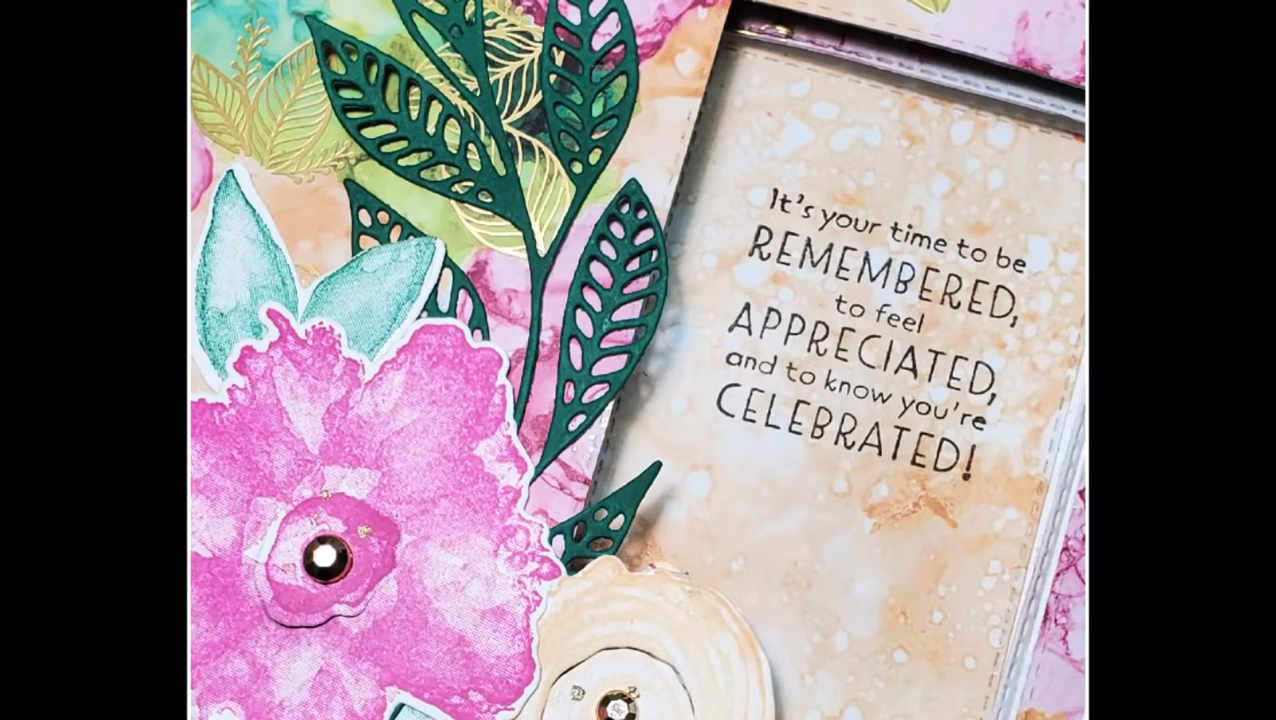 It's your time to be
REMEMBERED,
to feel
APPRECIATED,
and to know you're
CELEBRATED!